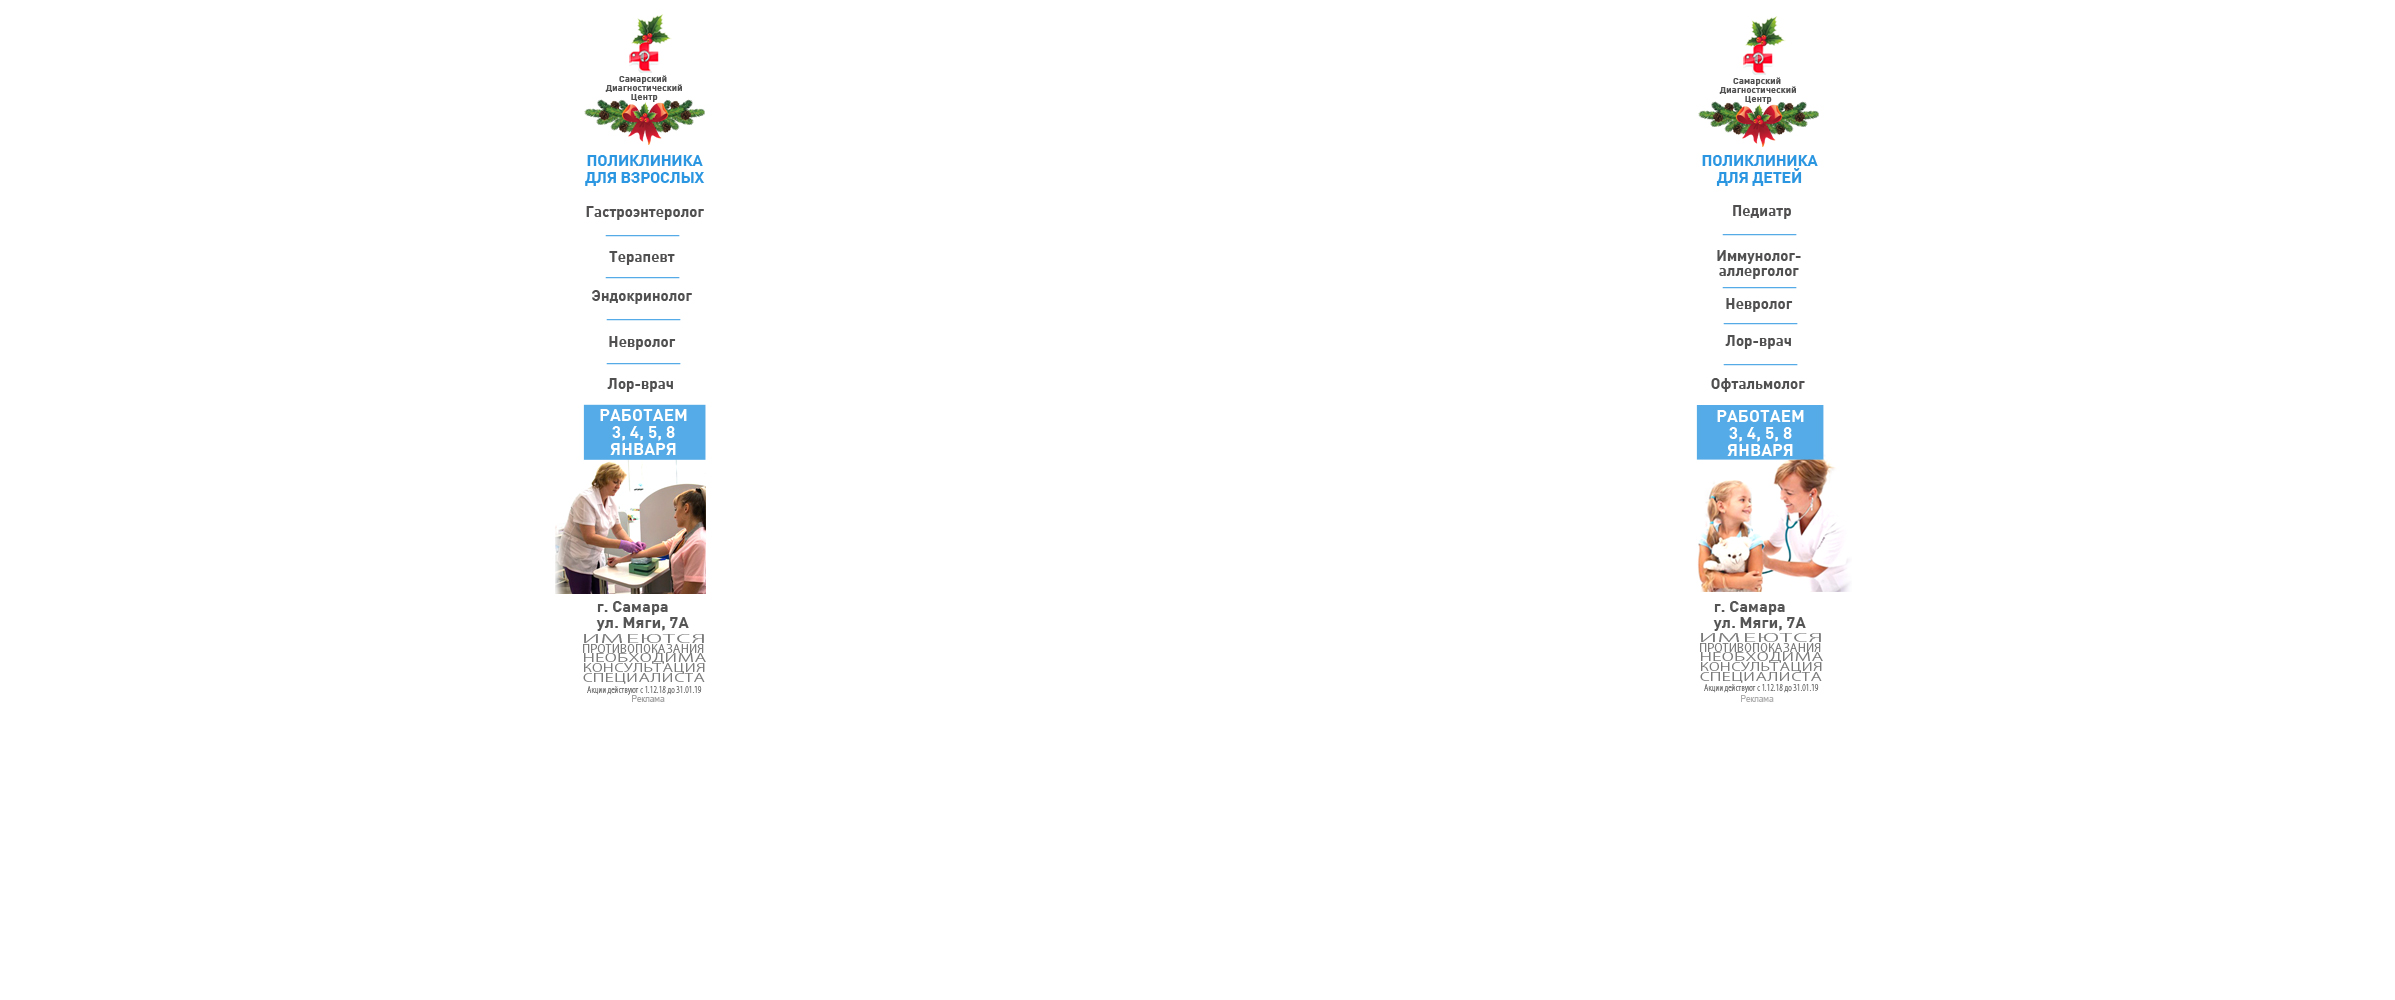 Самарский
Диагностический
Центр
ПОЛИКЛИНИКА
ДЛЯ ВЗРОСЛЫХ
Гастроэнтеролог
Терапевт
Эндокринолог
Невролог
Лор-врач
РАБОТАЕМ
3, 4, 5, 8
ЯНВАРЯ
г. Самара
ул. Мяги, 7А
ИМЕЮТСЯ
ПРОТИВОПОКАЗАНИЯ
НЕОБХОДИМА
КОНСУЛЬТАЦИЯ
СПЕЦИАЛИСТА
Акции действуют с 1.12.18 до 31.01.19
Реклама
Самарский
Диагностический
Центр
ПОЛИКЛИНИКА
ДЛЯ ДЕТЕЙ
Педиатр
Иммунолог-
аллерголог
Невролог
Лор-врач
Офтальмолог
РАБОТАЕМ
3, 4, 5, 8
ЯНВАРЯ
г. Самара
ул. Мяги, 7А
ИМЕЮТСЯ
ПРОТИВОПОКАЗАНИЯ
НЕОБХОДИМА
КОНСУЛЬТАЦИЯ
СПЕЦИАЛИСТА
Акции действуют с 1.12.18 до 31.01.19
Реклама